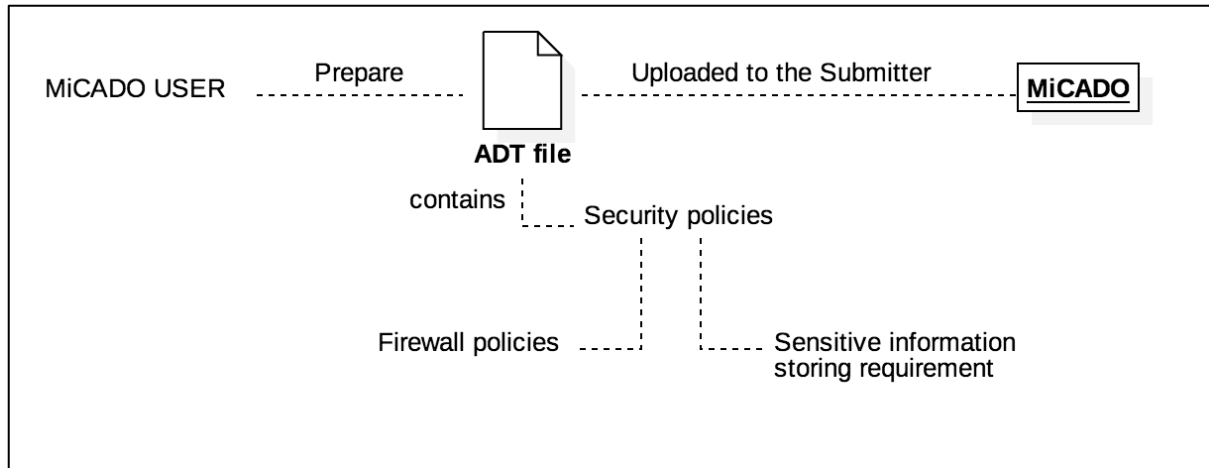 Prepare
Uploaded to the Submitter
MiCADO USER
MiCADO
ADT file
contains
Security policies
Firewall policies
Sensitive information
storing requirement